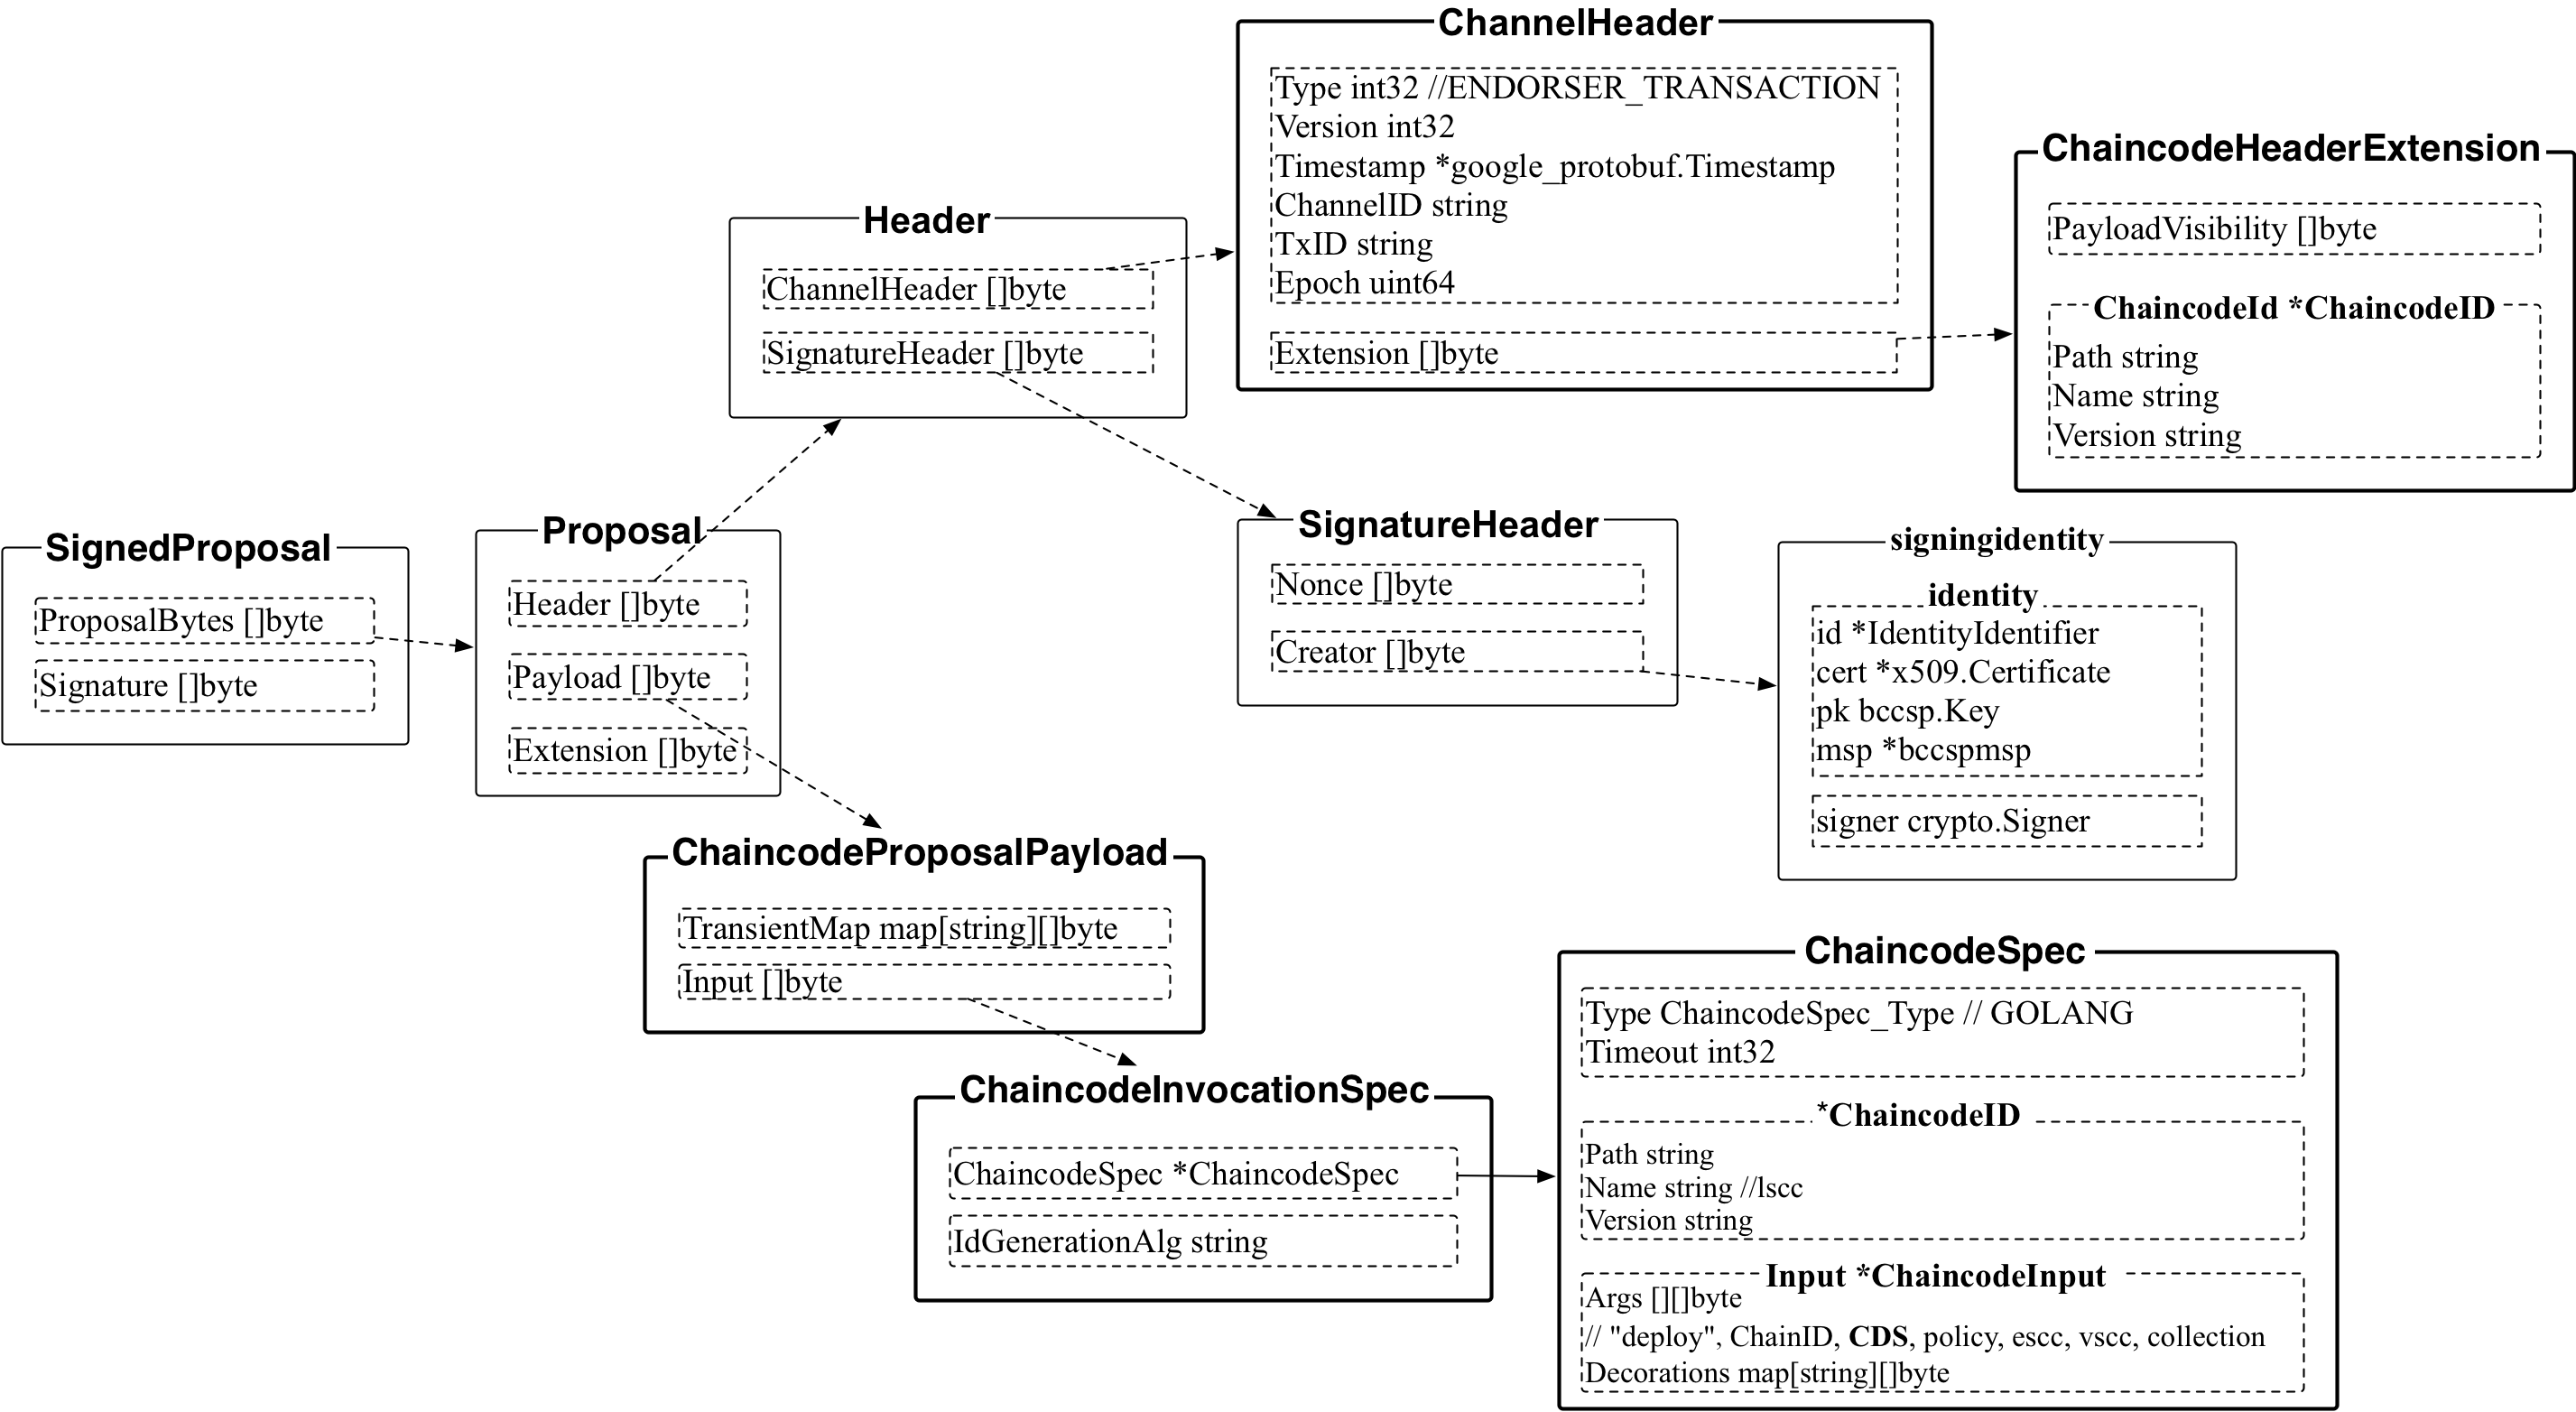 ChannelHeader
Type int32 //ENDORSER_TRANSACTION
Version int32
Timestamp *google_protobuf.Timestamp
ChannelID string
TxID string
Epoch uint64
Extension []byte
ChaincodeHeaderExtension
PayloadVisibility []byte
ChaincodeId *ChaincodeID
Path string
Name string
Version string
Header
ChannelHeader []byte
SignatureHeader []byte
SignedProposal
ProposalBytes []byte
Signature []byte
Proposal
Header []byte
Payload []byte
Extension []byte
SignatureHeader
Nonce []byte
Creator []byte
signingidentity
identity
id *IdentityIdentifier
cert *x509.Certificate
pk bccsp.Key
msp *bccspmsp
signer crypto.Signer
ChaincodeProposalPayload
TransientMap map[string][]byte
Input []byte
ChaincodeInvocationSpec
ChaincodeSpec *ChaincodeSpec
IdGenerationAlg string
ChaincodeSpec
Type ChaincodeSpec_Type // GOLANG
Timeout int32
*ChaincodeID
Path string
Name string //lscc
Version string
Input *ChaincodeInput
Args [][]byte
// "deploy", ChainID, CDS, policy, escc, vscc, collection
Decorations map[string][]byte